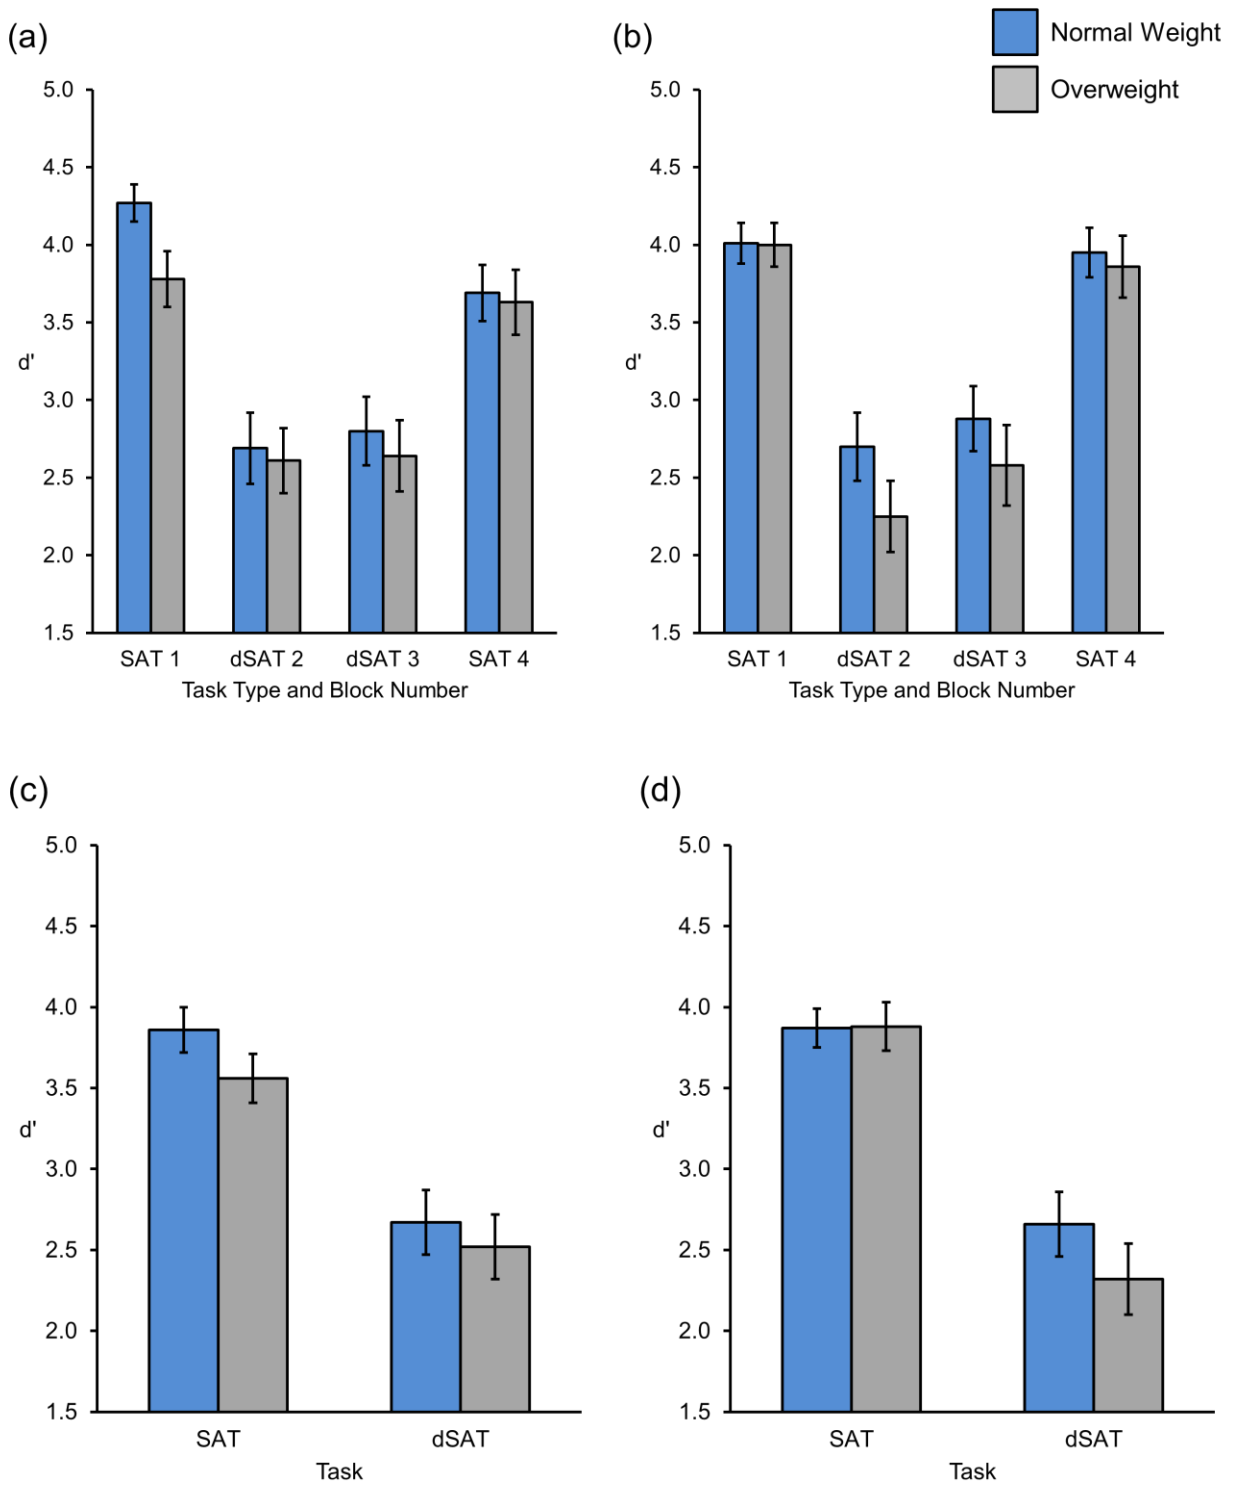 (a)
(b)
Normal Weight
Overweight
5.0
4.5
4.0
3.5
d'
3.0
2.5
2.0
1.5
SAT 1 dSAT 2 dSAT 3 SAT 4
Task Type and Block Number
5.0
4.5
4.0
3.5
d'
3.0
2.5
2.0
1.5
SAT 1 dSAT 2 dSAT 3 SAT 4
Task Type and Block Number
(c)
5.0
4.5
4.0
3.5
d'
3.0
2.5
2.0
1.5
SAT dSAT
Task
(d)
5.0
4.5
4.0
3.5
d'
3.0
2.5
2.0
1.5
SAT dSAT
Task